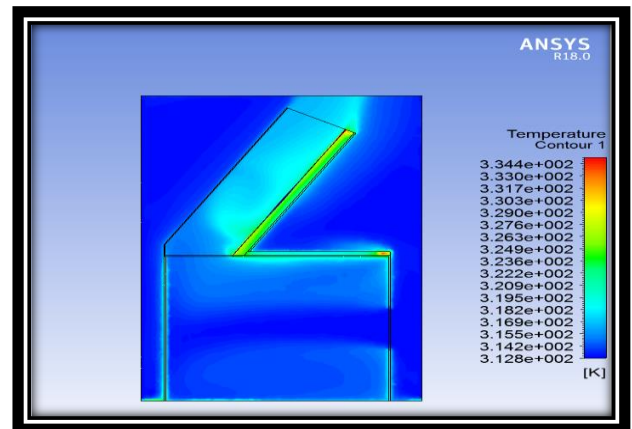 ANSYS
R18.0
Temperature
Contour 1
3.344e+002
3.330e+002
3.317e+002
3.303e+002
3.290e+002
3.276e+002
3.263e+002
3.249e+002
3.236e+002
3.222e+002
3.209e+002
3.195e+002
3.182e+002
3.169e+002
3.155e+002
3.142e+002
3.128e+002
[K]